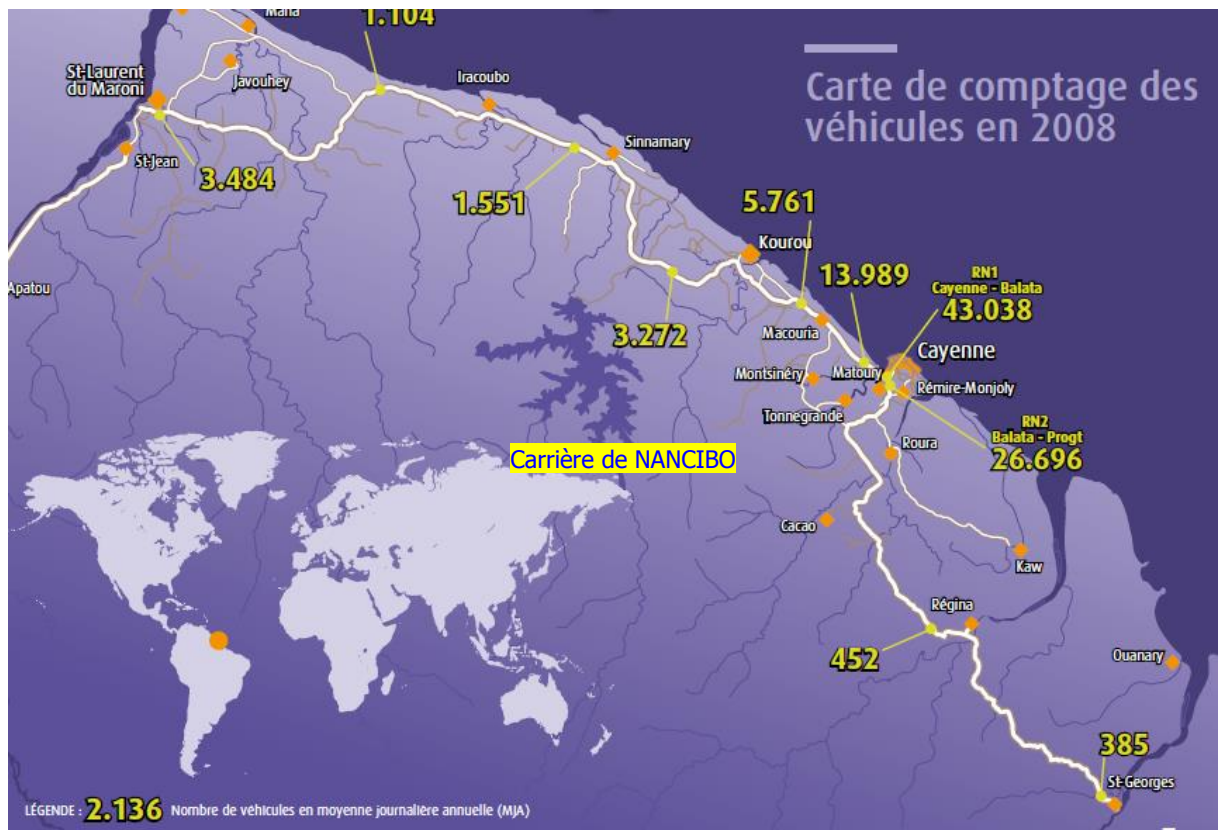 Mana
1.104
St-Laurent
du Maroni
Javouhey
Iracoubo
Carte de comptage des
véhicules en 2008
St-Jean
3.484
Sinnamary
1.551
5.761
Kourou
13.989
RN1
Cayenne - Balata
43.038
Apatou
3.272
Macouria
Cayenne
Montsinéry
Matoury
Rémire-Monjoly
Tonnegrande
RN2
Balata - Progt
26.696
Roura
Carrière de NANCIBO
Cacao
Kaw
Régina
452
Ouanary
385
St-Georges
LÉGENDE : 2.136 Nombre de véhicules en moyenne journalière annuelle (MJA)